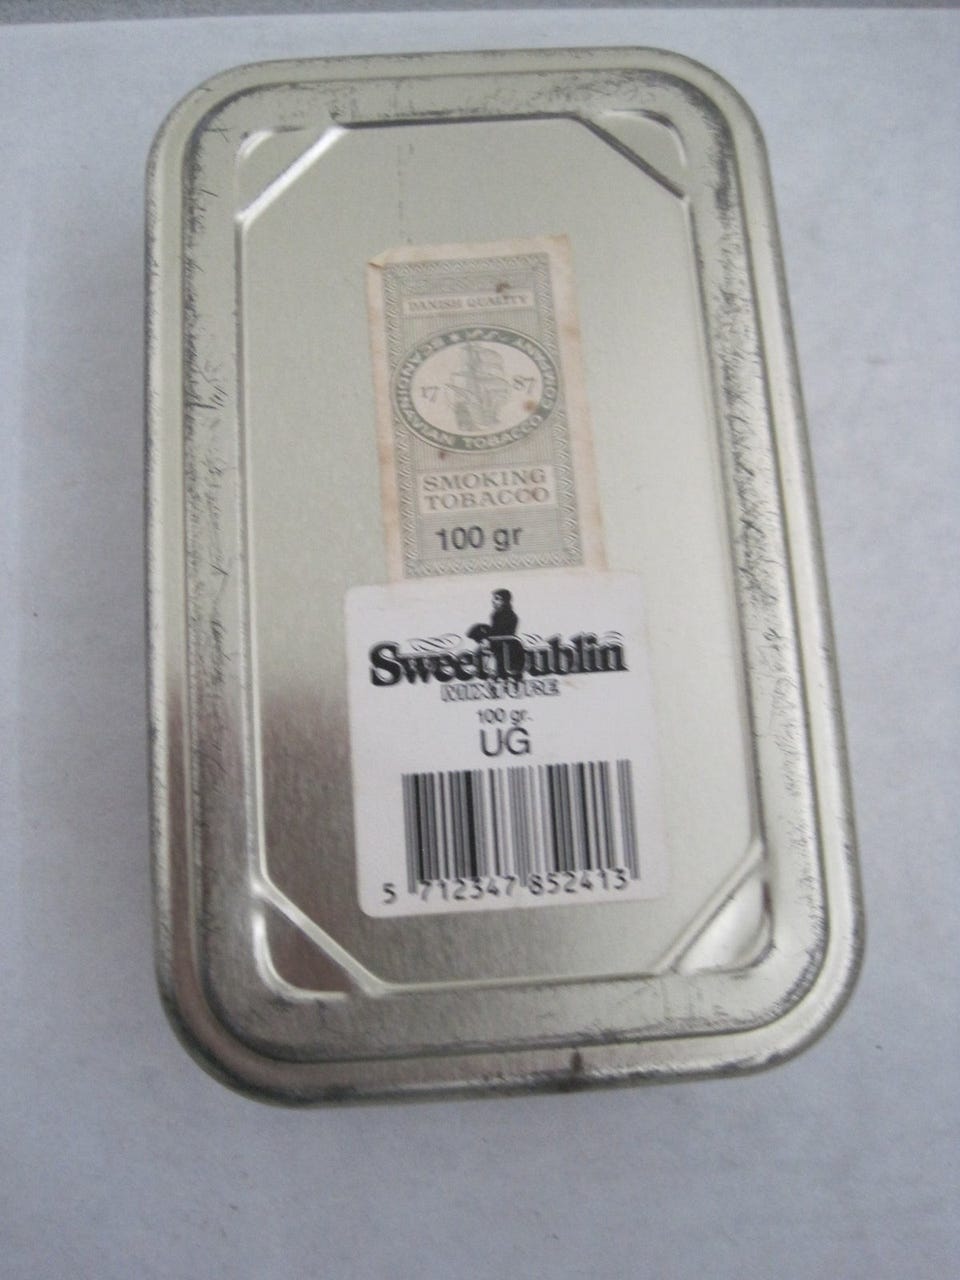 DANISH QUALITY
SCANDINAVIAN TOBACCO COMPANY
17 87
SMOKING
TOBACCO
100 gr
Sweet Dublin
MIXTURE
100 gr.
UG
5 712347 852413